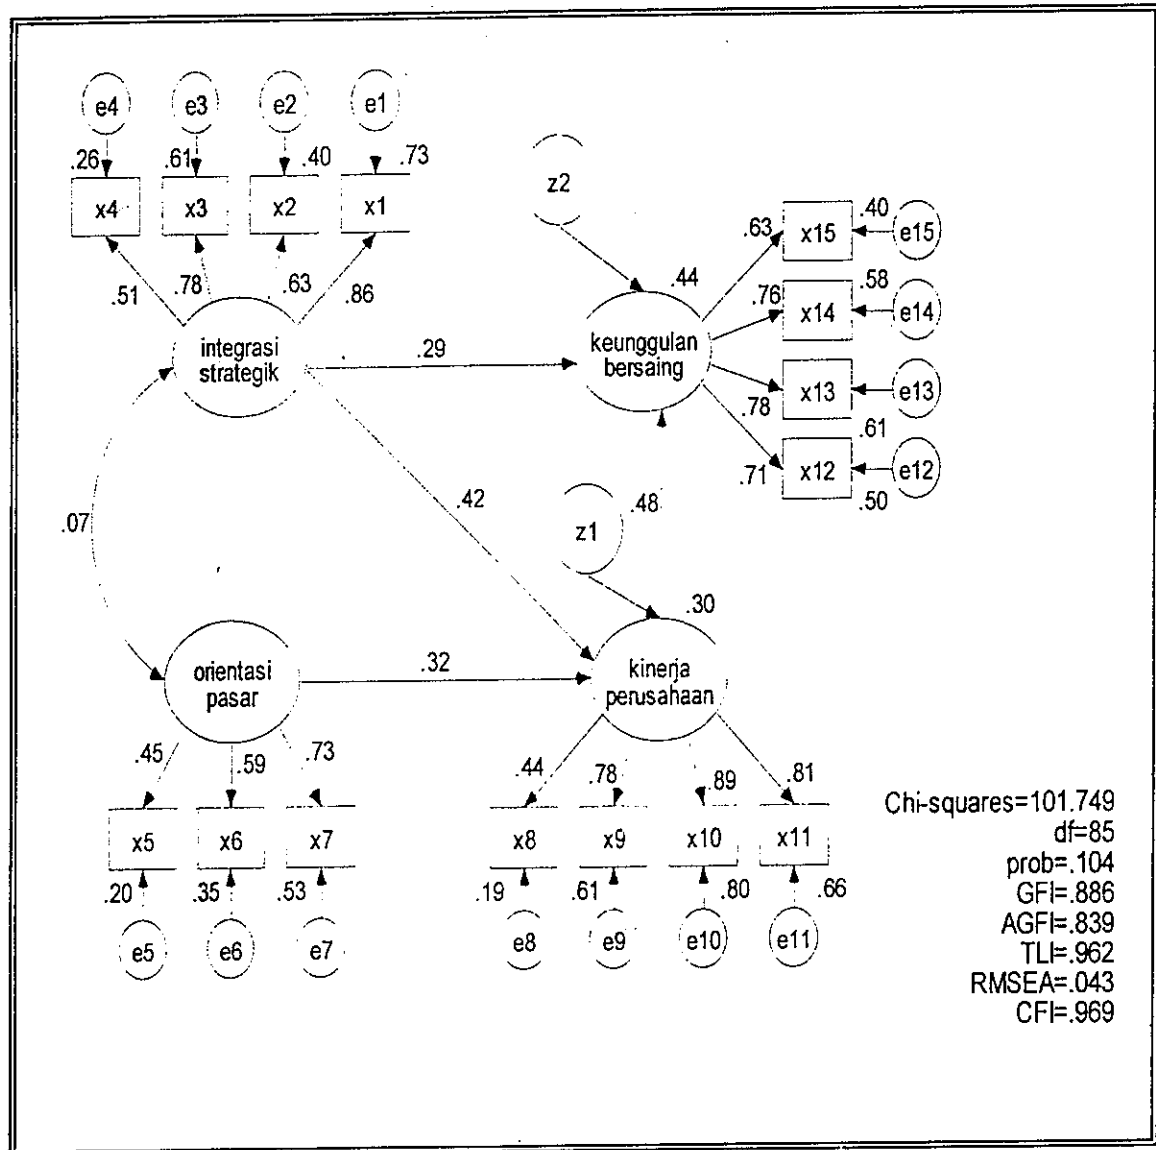 e4 e3 e2 e1
.26 .61 .40 .73
x4 x3 x2 x1
.51 .78 .63 .86
integrasi
strategik
z2
.44
keunggulan
bersaing
.29
.63 .40
x15 e15
.76 .58
x14 e14
x13 e13
.78 .61
x12 e12
.71 .50
.07
.42
z1
.48
.30
orientasi
pasar
.32
kinerja
perusahaan
.45 .59 .73
x5 x6 x7
.20 .35 .53
e5 e6 e7
.44 .78 .89 .81
x8 x9 x10 x11
.19 .61 .80 .66
e8 e9 e10 e11
Chi-squares=101.749
df=85
prob=.104
GFI=.886
AGFI=.839
TLI=.962
RMSEA=.043
CFI=.969